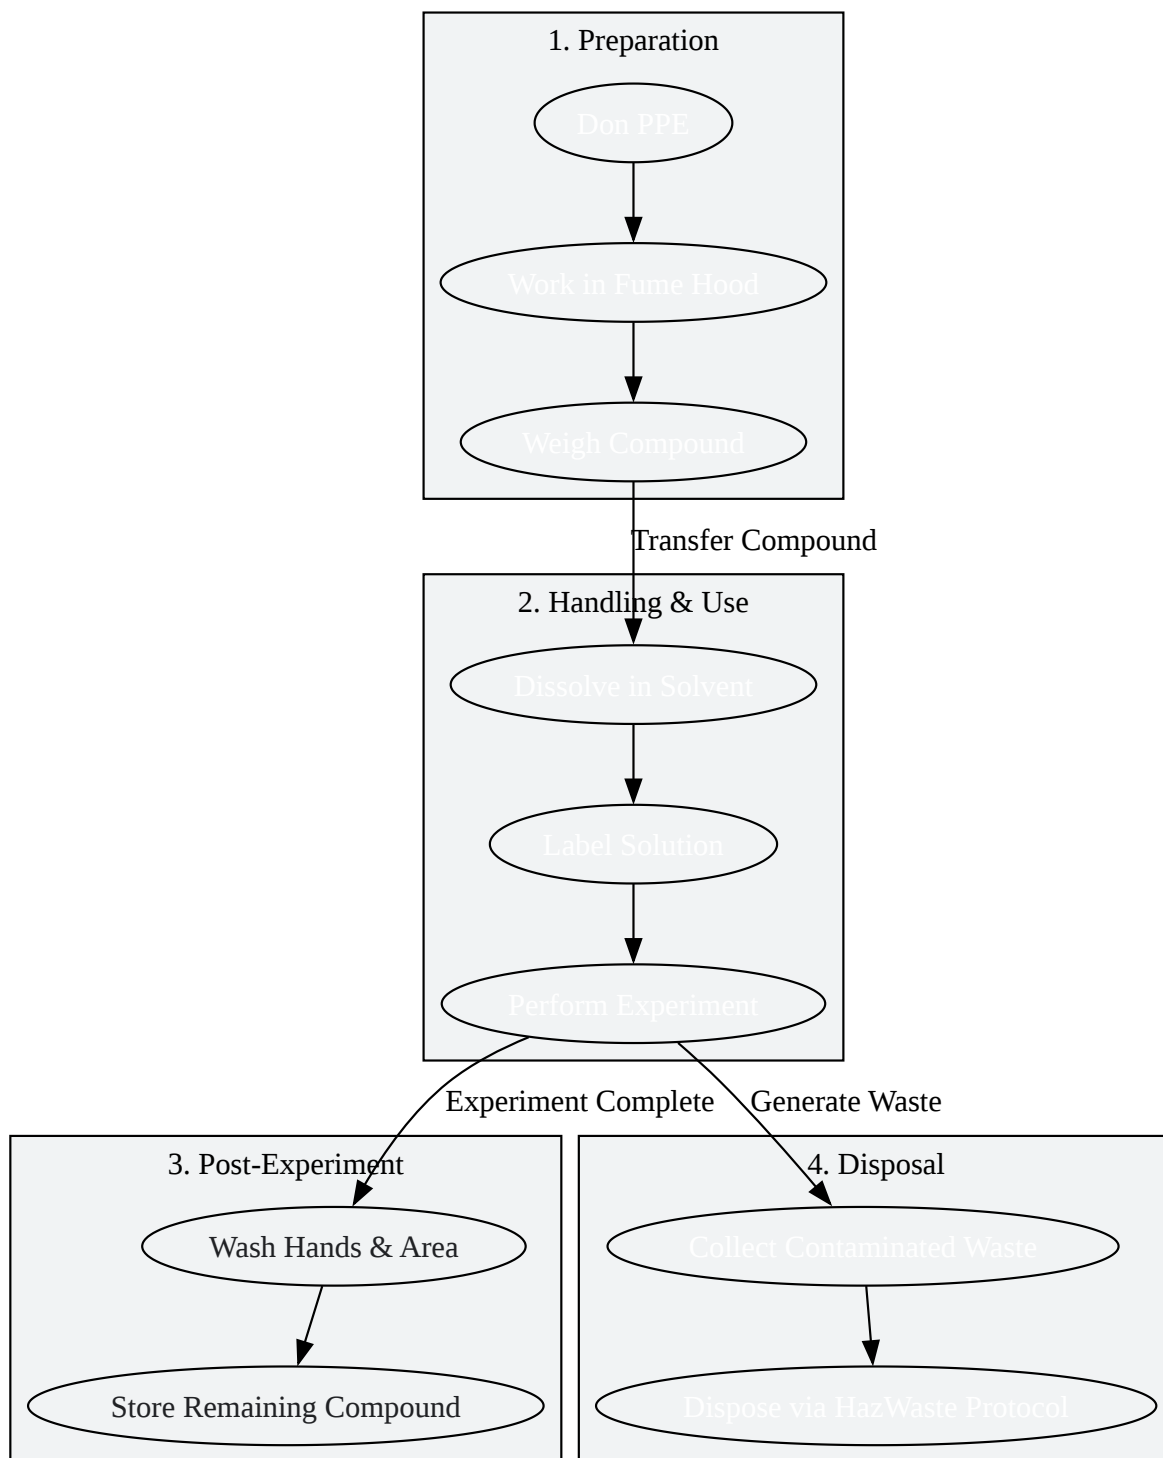 1. Preparation
Don PPE
Work in Fume Hood
Weigh Compound
Transfer Compound
2. Handling & Use
Dissolve in Solvent
Label Solution
Perform Experiment
Experiment Complete
Generate Waste
3. Post-Experiment
Wash Hands & Area
Store Remaining Compound
4. Disposal
Collect Contaminated Waste
Dispose via HazWaste Protocol